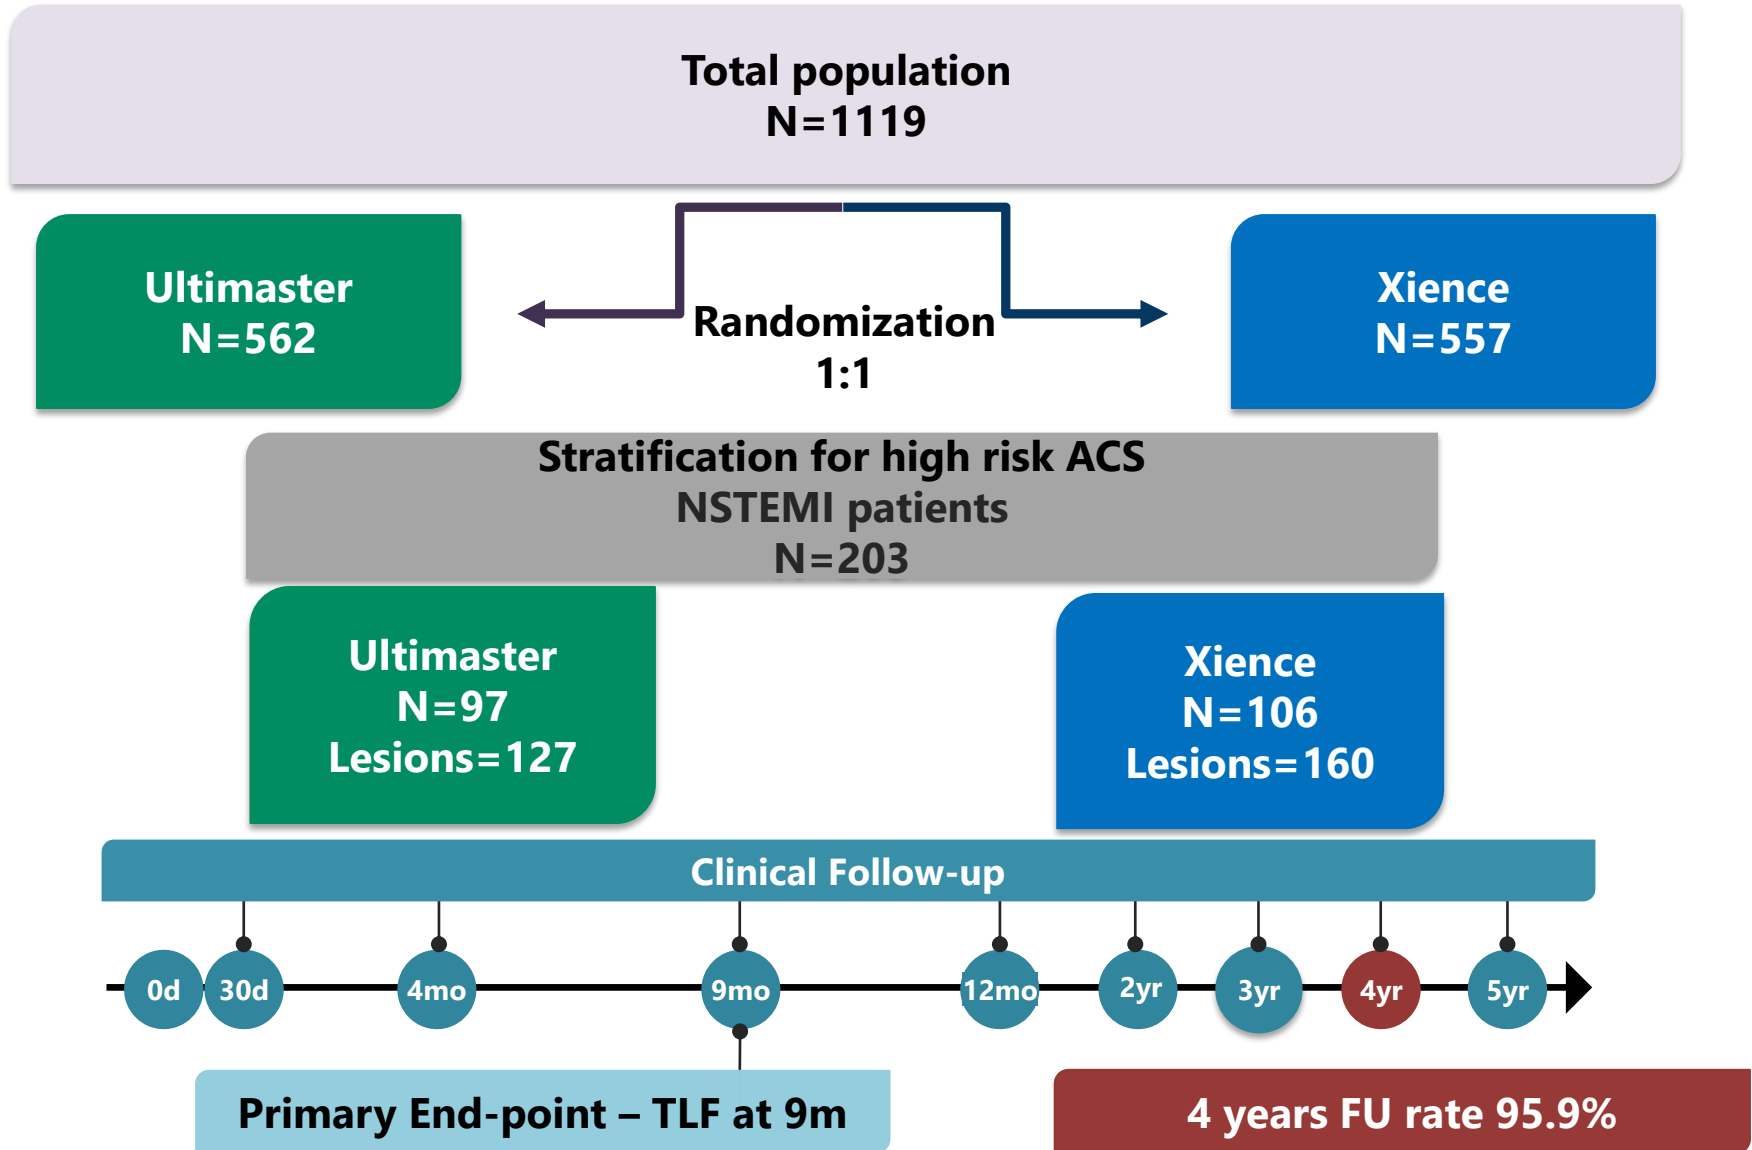 Total population
N=1119
Ultimaster
N=562
Randomization
1:1
Xience
N=557
Stratification for high risk ACS
NSTEMI patients
N=203
Ultimaster
N=97
Lesions=127
Xience
N=106
Lesions=160
Clinical Follow-up
0d 30d 4mo 9mo 12mo 2yr 3yr 4yr 5yr
Primary End-point – TLF at 9m
4 years FU rate 95.9%